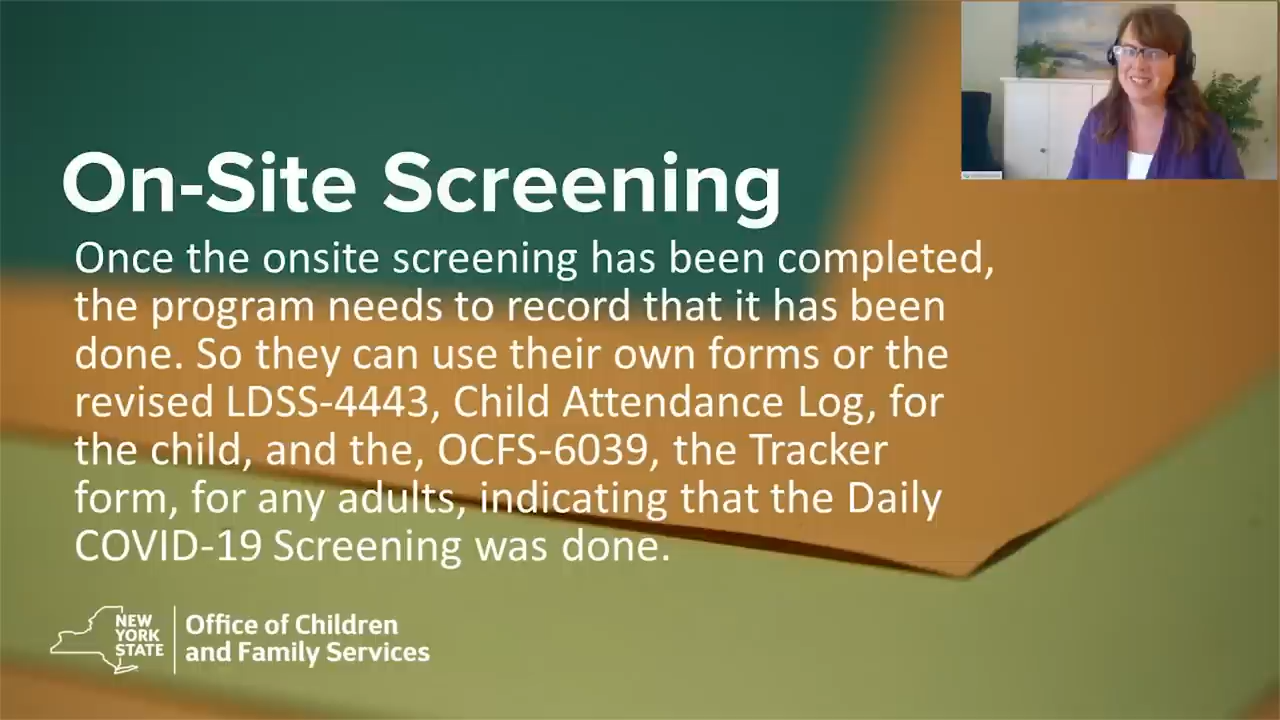 On-Site Screening
Once the onsite screening has been completed,
the program needs to record that it has been
done. So they can use their own forms or the
revised LDSS-4443, Child Attendance Log, for
the child, and the, OCFS-6039, the Tracker
form, for any adults, indicating that the Daily
COVID-19 Screening was done.
NEW
YORK
STATE
Office of Children
and Family Services